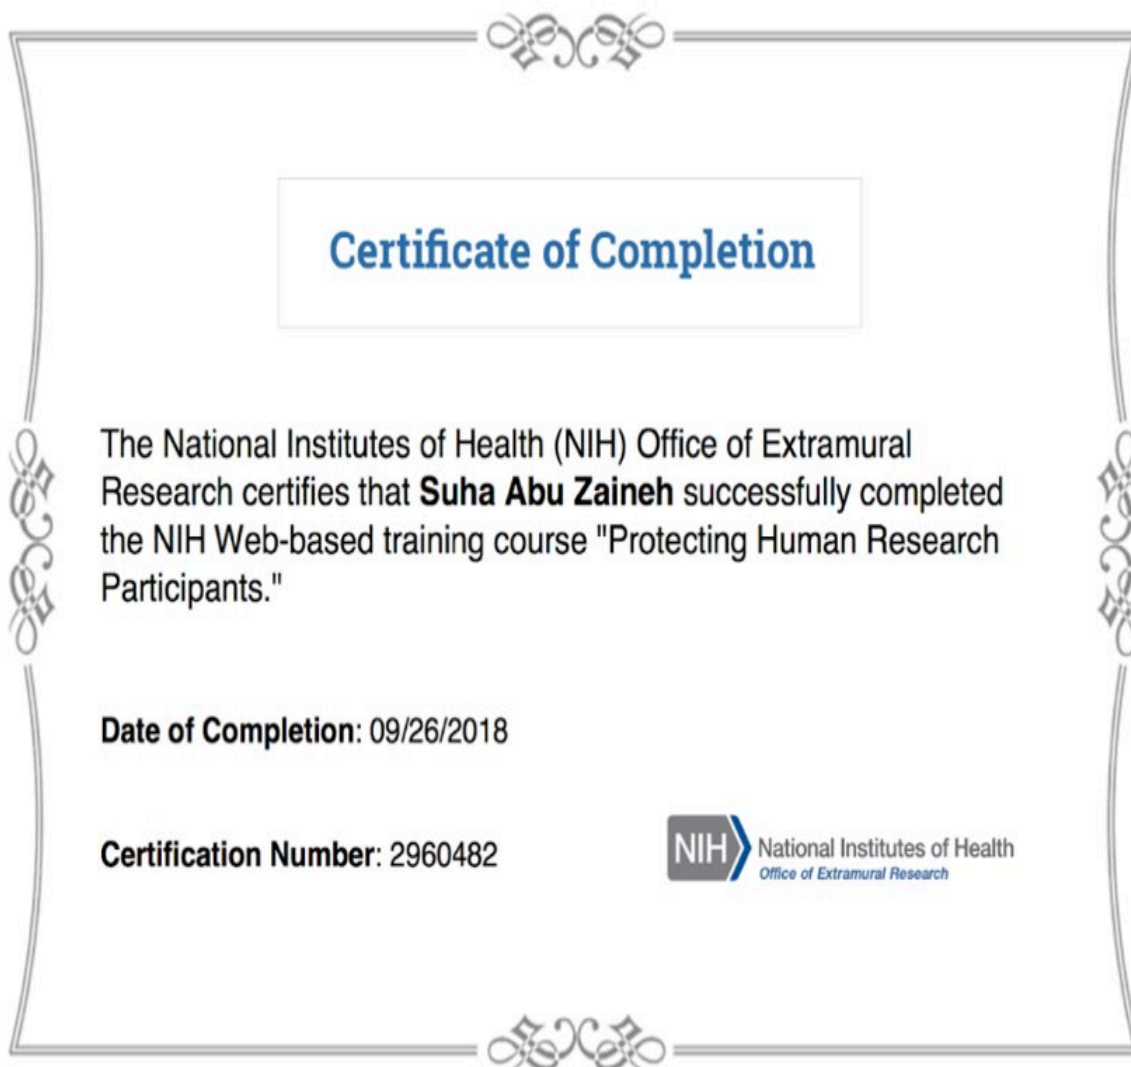 Certificate of Completion
The National Institutes of Health (NIH) Office of Extramural
Research certifies that Suha Abu Zaineh successfully completed
the NIH Web-based training course "Protecting Human Research
Participants."
Date of Completion: 09/26/2018
Certification Number: 2960482
NIH National Institutes of Health
Office of Extramural Research